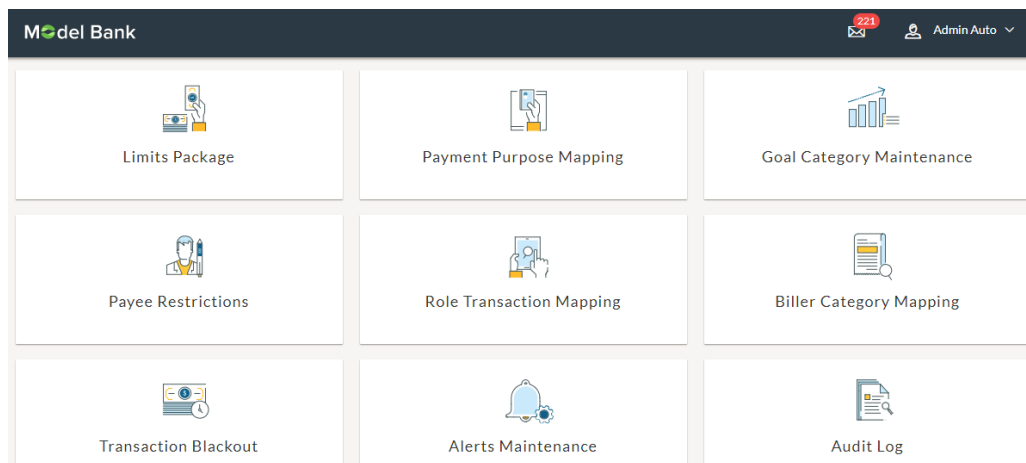 Model Bank
221
Admin Auto
Limits Package
Payment Purpose Mapping
Goal Category Maintenance
Payee Restrictions
Role Transaction Mapping
Biller Category Mapping
Transaction Blackout
Alerts Maintenance
Audit Log